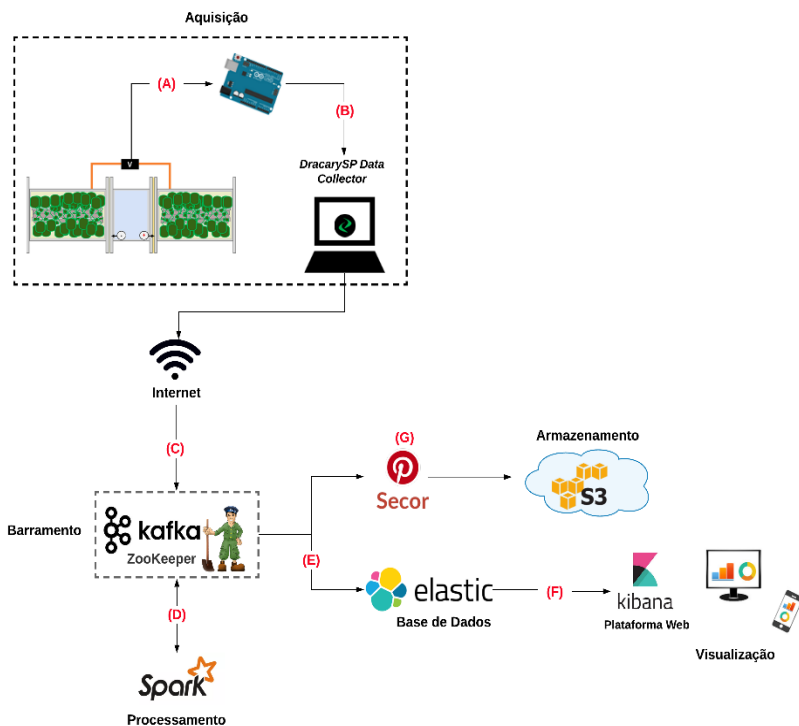 Aquisição
(A)
(B)
DracarySP Data
Collector
V
-
+
Internet
(C)
(G)
Armazenamento
Secor
S3
Barramento
kafka
ZooKeeper
(E)
(D)
elastic
Base de Dados
(F)
kibana
Plataforma Web
Visualização
Spark
Processamento